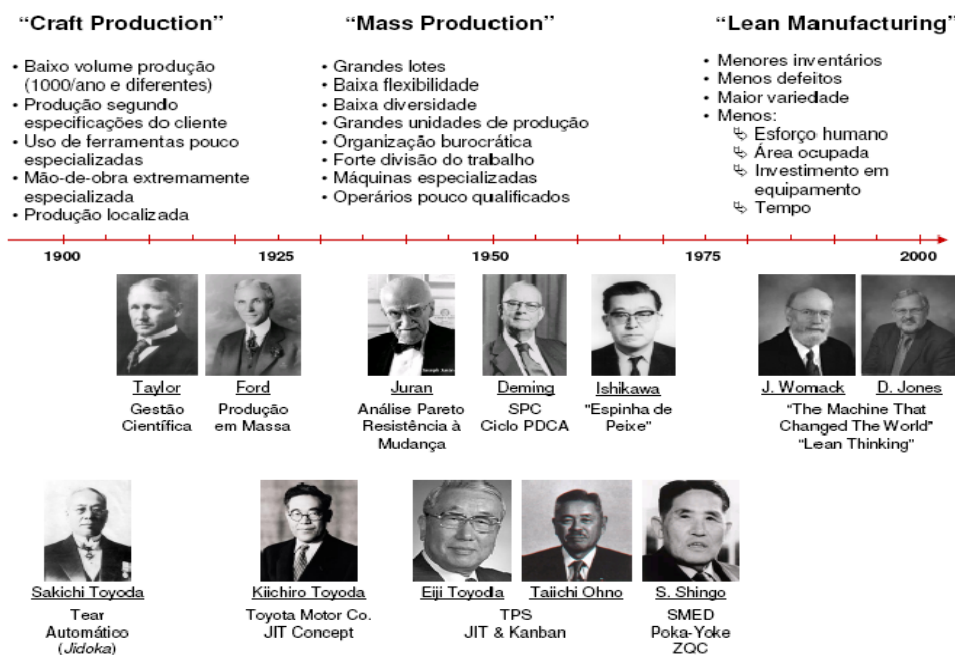 “Craft Production”
• Baixo volume produção
(1000/ano e diferentes)
• Produção segundo
especificações do cliente
• Uso de ferramentas pouco
especializadas
• Mão-de-obra extremamente
especializada
• Produção localizada
“Mass Production”
• Grandes lotes
• Baixa flexibilidade
• Baixa diversidade
• Grandes unidades de produção
• Organização burocrática
• Forte divisão do trabalho
• Máquinas especializadas
• Operários pouco qualificados
“Lean Manufacturing”
• Menores inventários
• Menos defeitos
• Maior variedade
• Menos:
Esforço humano
Área ocupada
Investimento em
equipamento
Tempo
1900 1925 1950 1975 2000
Taylor
Gestão
Científica
Ford
Produção
em Massa
Juran
Análise Pareto
Resistência à
Mudança
Deming
SPC
Ciclo PDCA
Ishikawa
“Espinha de
Peixe”
J. Womack D. Jones
“The Machine That
Changed The World”
“Lean Thinking”
Sakichi Toyoda
Tear
Automático
(Jidoka)
Kiichiro Toyoda
Toyota Motor Co.
JIT Concept
Eiji Toyoda Taiichi Ohno
TPS
JIT & Kanban
S. Shingo
SMED
Poka-Yoke
ZQC